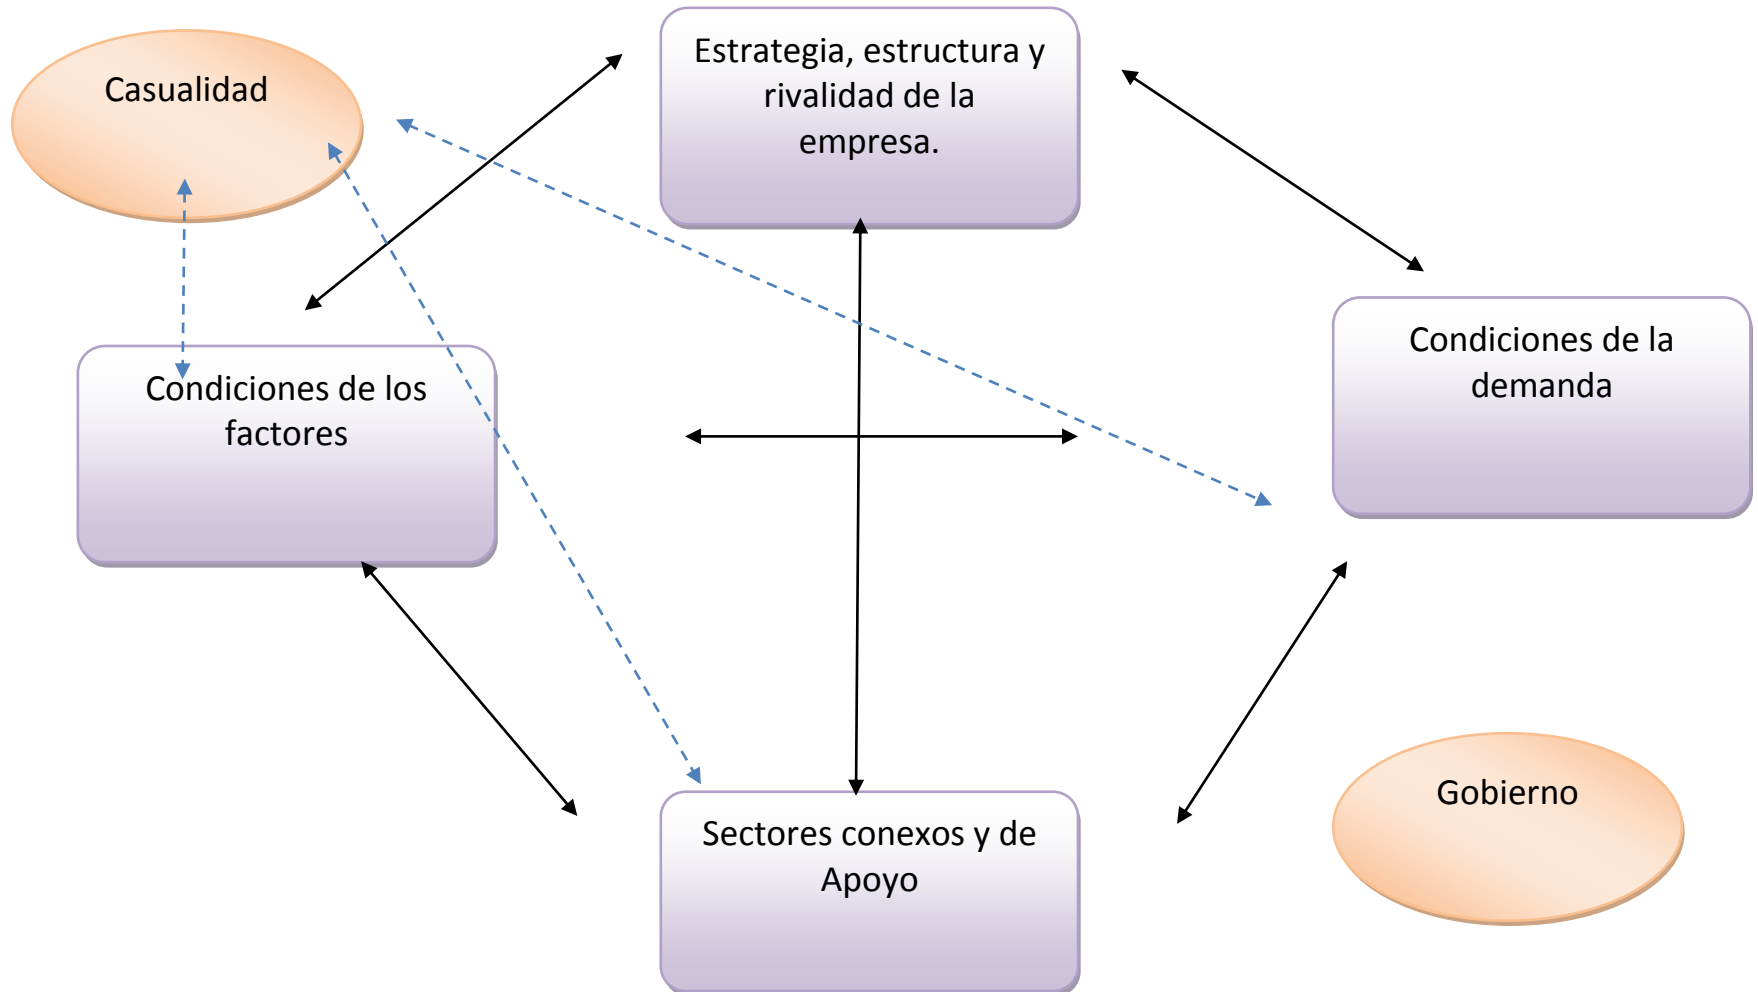 Casualidad
Estrategia, estructura y
rivalidad de la
empresa.
Condiciones de los
factores
Condiciones de la
demanda
Sectores conexos y de
Apoyo
Gobierno